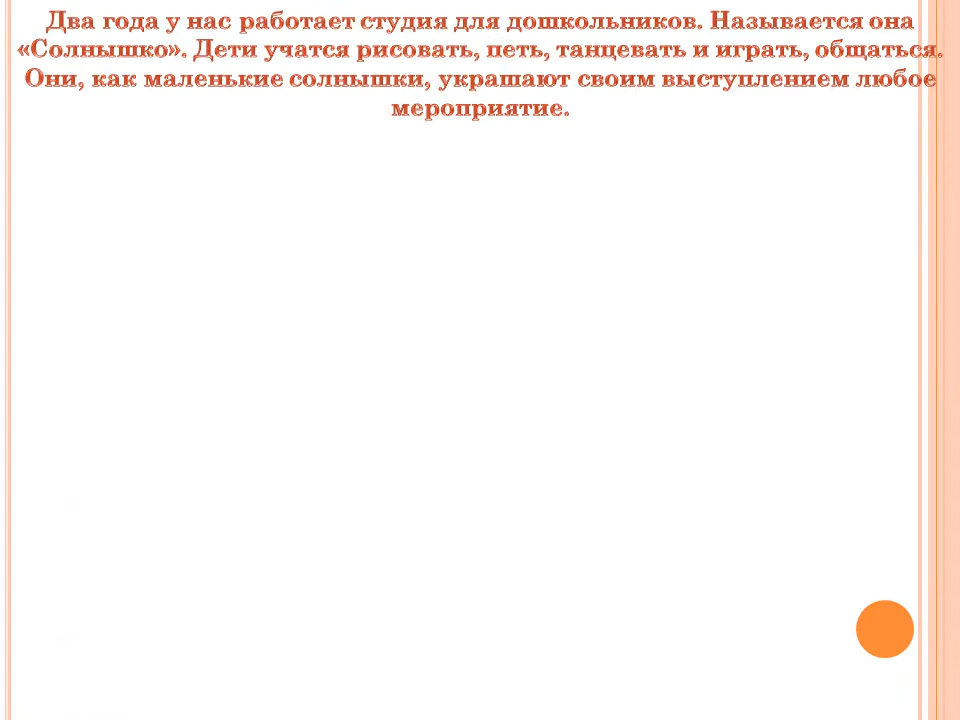 Два года у нас работает студия для дошкольников. Называется она
«Солнышко». Дети учатся рисовать, петь, танцевать и играть, общаться.
Они, как маленькие солнышки, украшают своим выступлением любое
мероприятие.